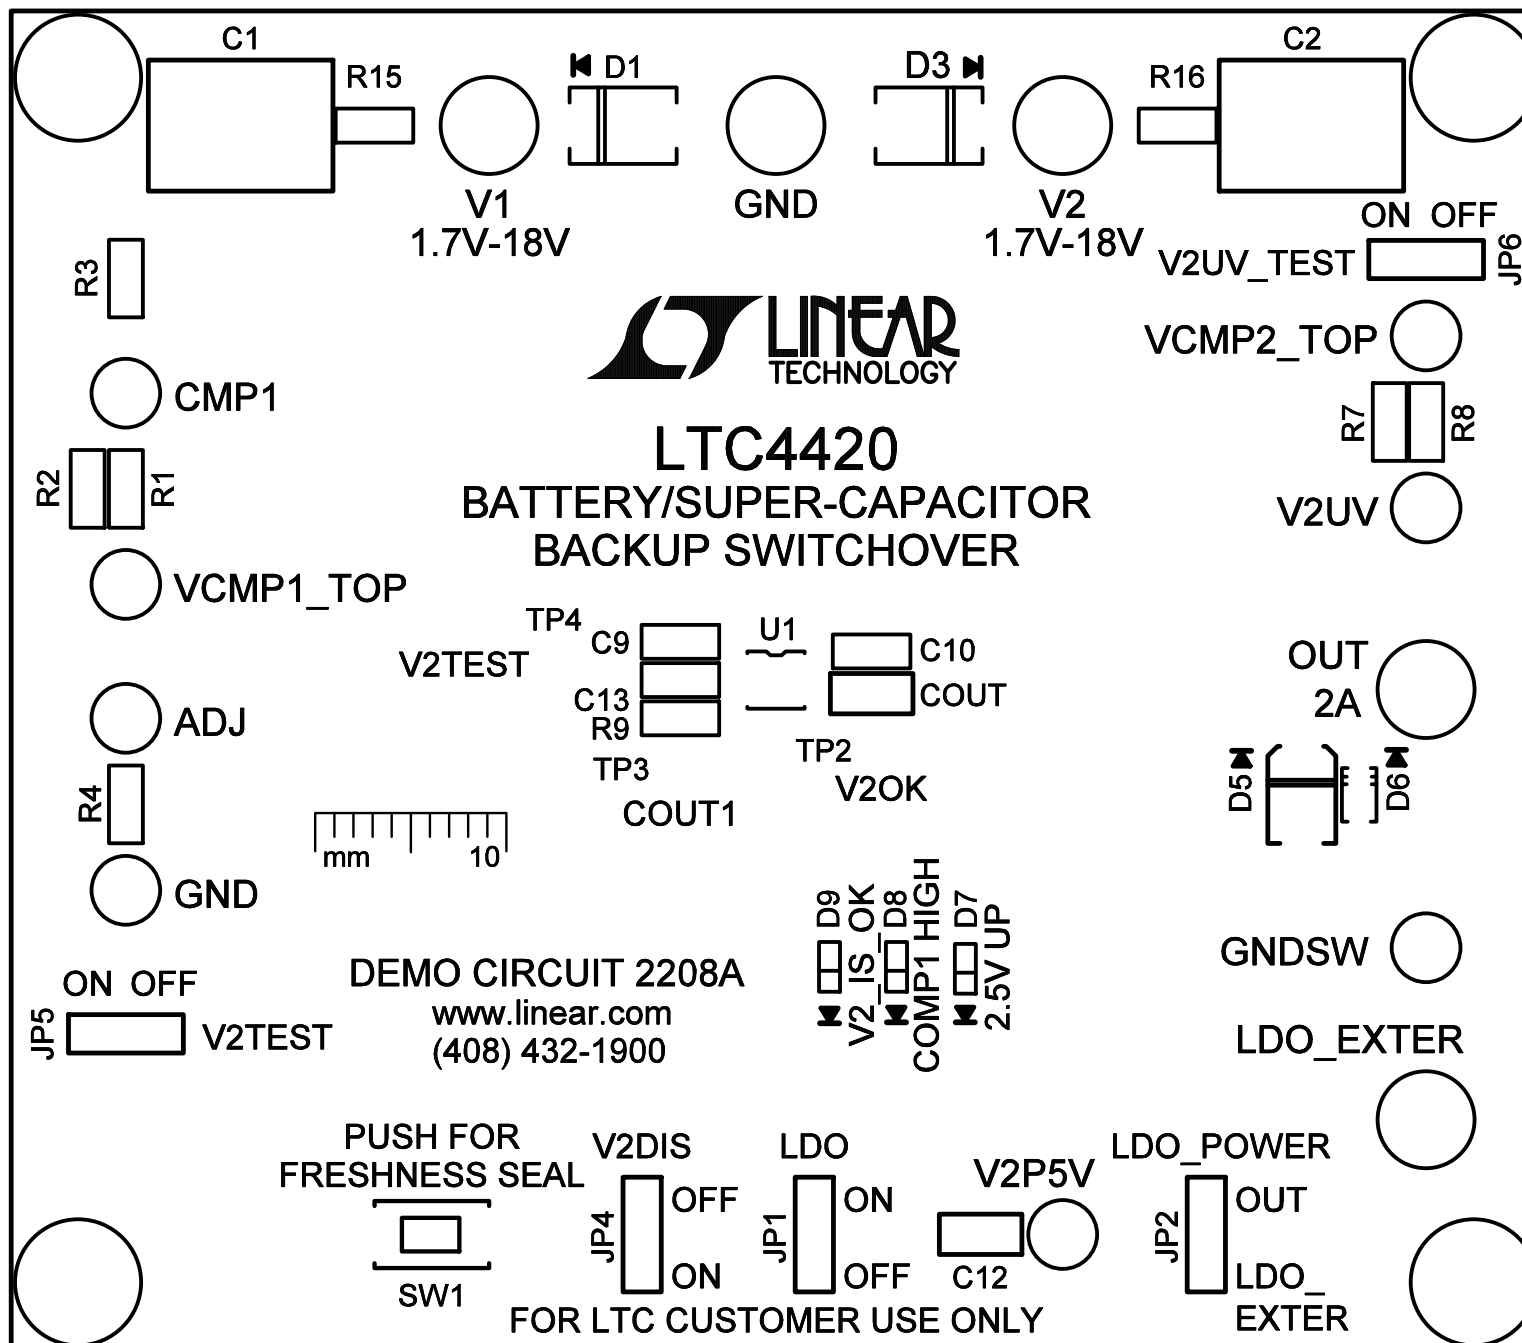 C1
R15
D1
D3
R16
C2
V1
1.7V-18V
GND
V2
1.7V-18V
ON OFF
V2UV_TEST
JP6
R3
LINEAR
TECHNOLOGY
VCMP2_TOP
CMP1
R7
R8
LTC4420
BATTERY/SUPER-CAPACITOR
BACKUP SWITCHOVER
R2
R1
V2UV
VCMP1_TOP
TP4
V2TEST
C9
C13
R9
U1
C10
COUT
TP3
COUT1
TP2
V2OK
OUT
2A
ADJ
D5
D6
R4
mm 10
GND
D9
V2_IS_OK
D8
COMP1 HIGH
D7
2.5V UP
GNDSW
DEMO CIRCUIT 2208A
www.linear.com
(408) 432-1900
ON OFF
JP5
V2TEST
LDO_EXTER
PUSH FOR
FRESHNESS SEAL
SW1
V2DIS
JP4
OFF
ON
LDO
JP1
ON
OFF
V2P5V
C12
LDO_POWER
JP2
OUT
LDO_
EXTER
FOR LTC CUSTOMER USE ONLY